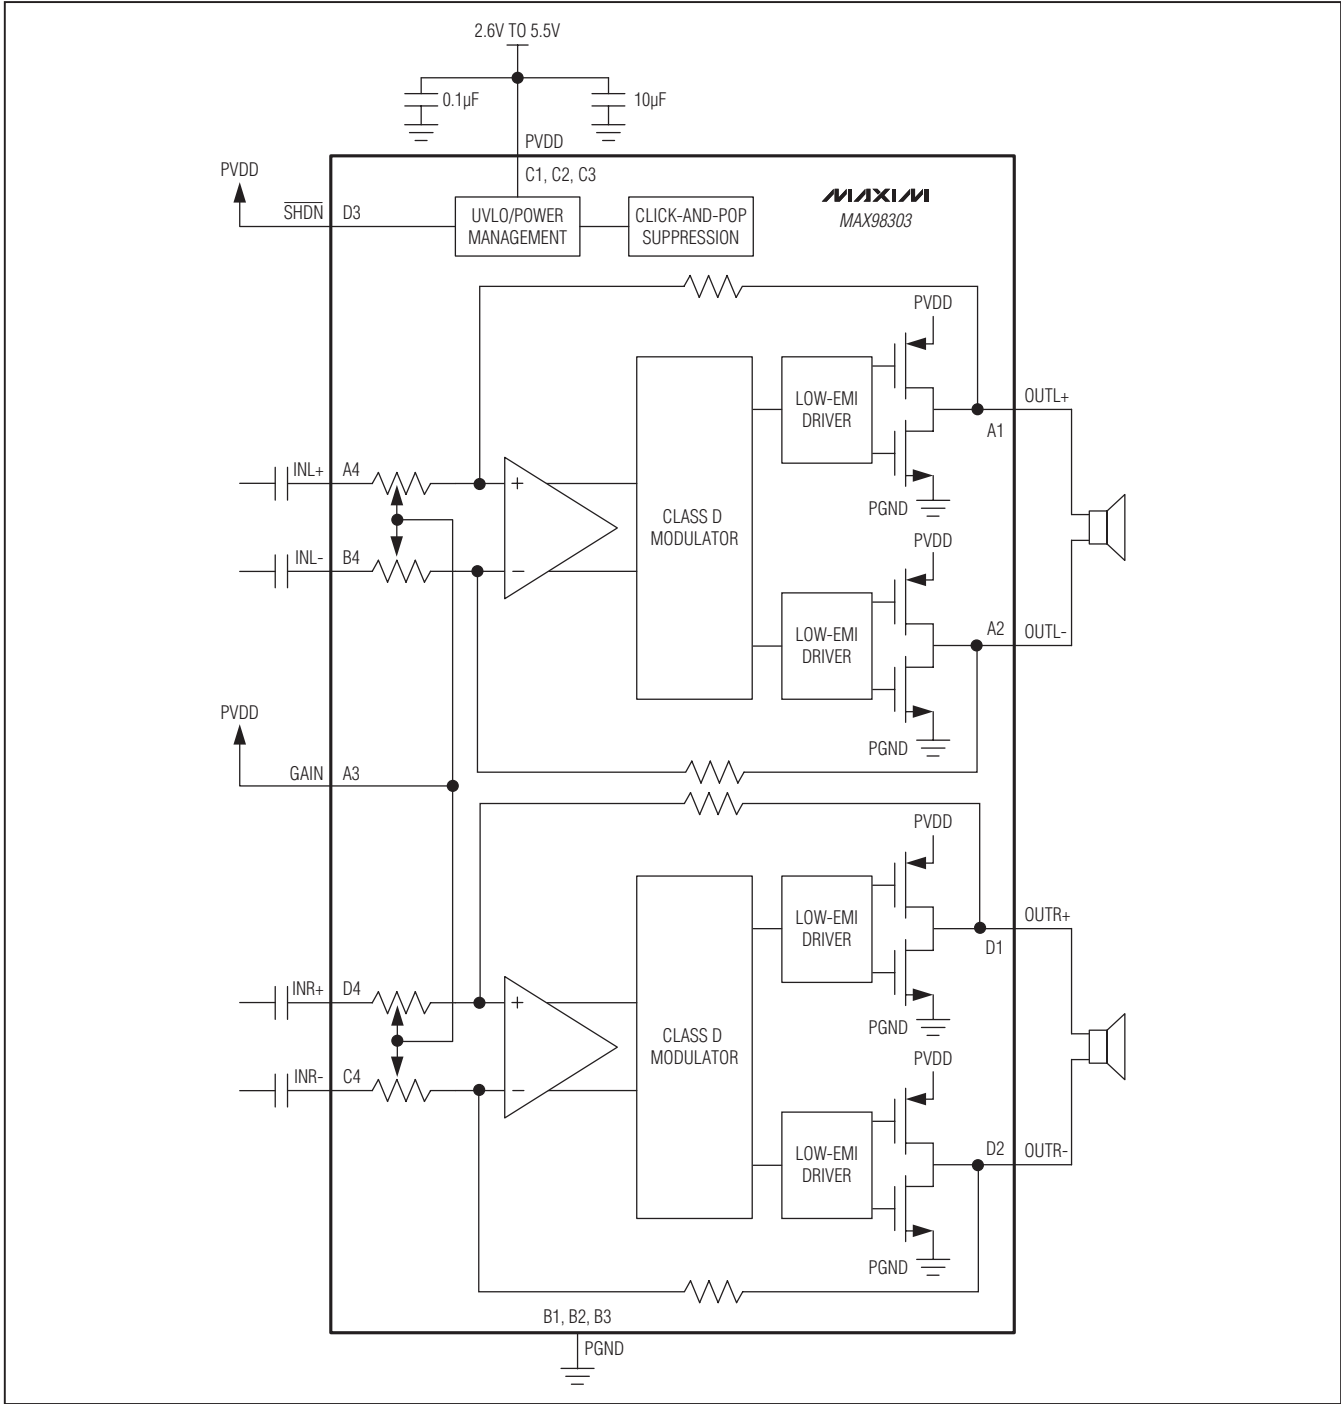 2.6V TO 5.5V
0.1µF
10µF
PVDD
PVDD
C1, C2, C3
MAXIM
MAX98303
SHDN
D3
UVLO/POWER
MANAGEMENT
CLICK-AND-POP
SUPPRESSION
PVDD
LOW-EMI
DRIVER
OUTL+
A1
INL+
A4
+
PGND
CLASS D
MODULATOR
PVDD
INL-
B4
−
LOW-EMI
DRIVER
A2
OUTL-
PVDD
PGND
GAIN
A3
PVDD
LOW-EMI
DRIVER
OUTR+
D1
INR+
D4
+
PGND
CLASS D
MODULATOR
PVDD
INR-
C4
−
LOW-EMI
DRIVER
D2
OUTR-
PGND
B1, B2, B3
PGND